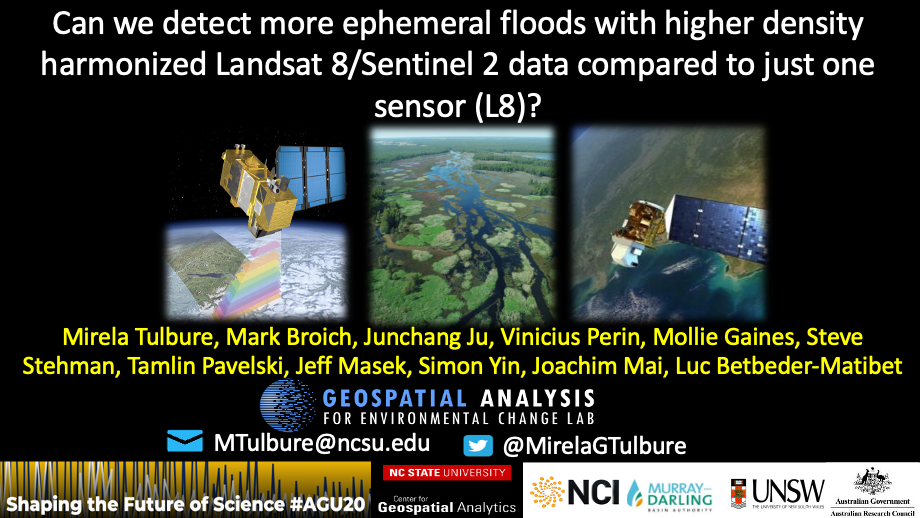 Can we detect more ephemeral floods with higher density
harmonized Landsat 8/Sentinel 2 data compared to just one
sensor (L8)?
Mirela Tulbure, Mark Broich, Junchang Ju, Vinicius Perin, Mollie Gaines, Steve
Stehman, Tamlin Pavelski, Jeff Masek, Simon Yin, Joachim Mai, Luc Betbeder-Matibet
GEOSPATIAL ANALYSIS
FOR ENVIRONMENTAL CHANGE LAB
MTulbure@ncsu.edu
@MirelaGTulbure
Shaping the Future of Science #AGU20
NC STATE UNIVERSITY
Center for
Geospatial Analytics
NCI
MURRAY–
DARLING
BASIN AUTHORITY
UNSW
THE UNIVERSITY OF NEW SOUTH WALES
Australian Government
Australian Research Council